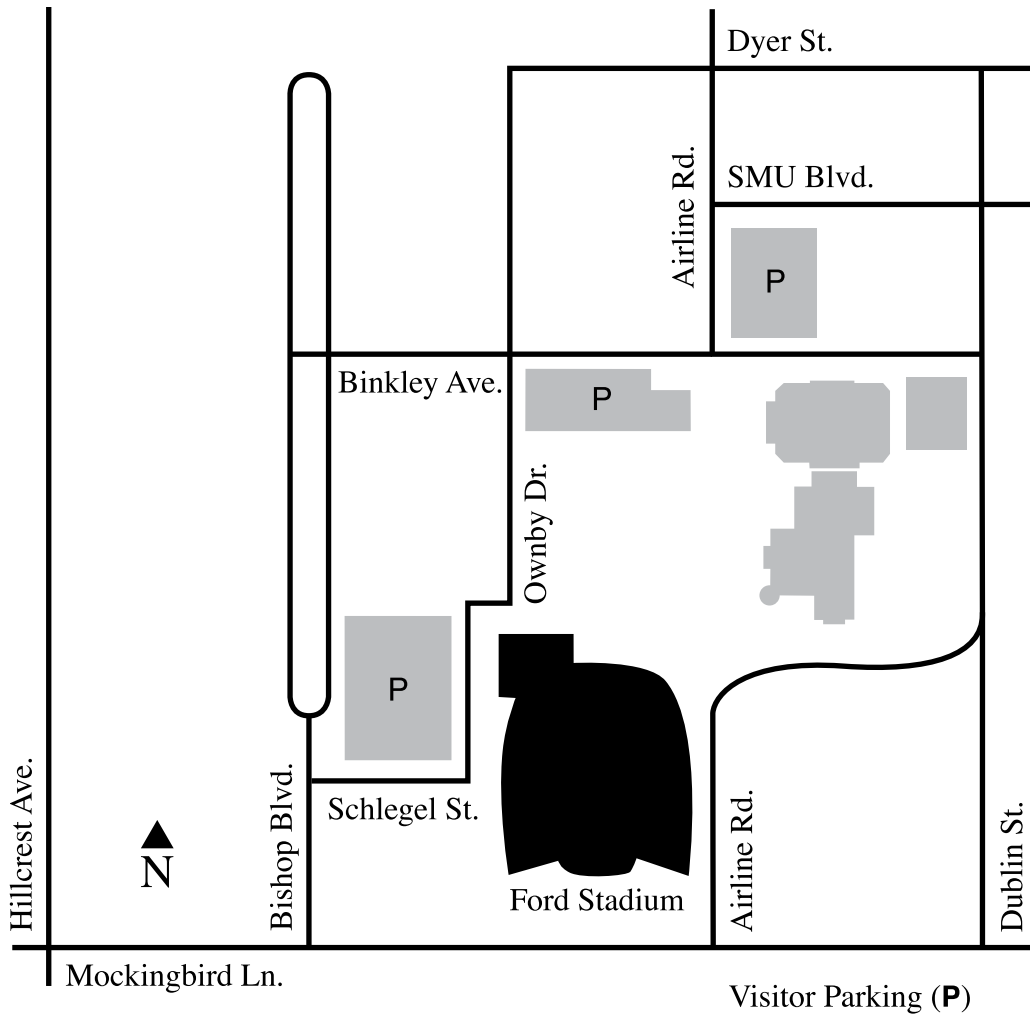 Dyer St.
SMU Blvd.
Airline Rd.
P
Binkley Ave.
P
Ownby Dr.
P
Schlegel St.
Hillcrest Ave.
N
Bishop Blvd.
Ford Stadium
Airline Rd.
Dublin St.
Mockingbird Ln.
Visitor Parking (P)